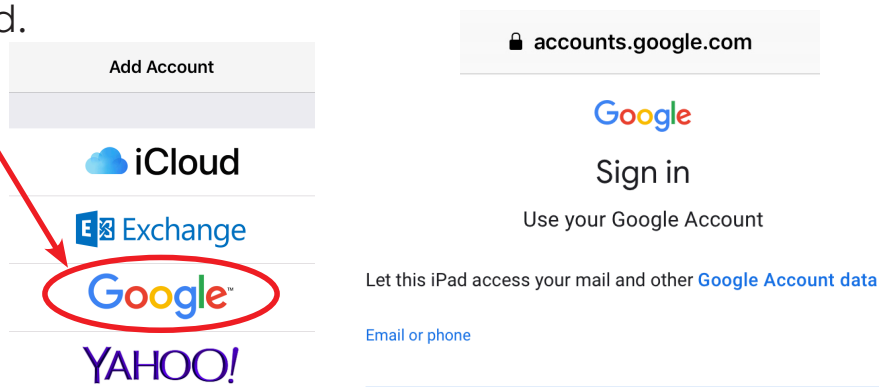 d.
Add Account
iCloud
Exchange
Google™
YAHOO!
accounts.google.com
Google
Sign in
Use your Google Account
Let this iPad access your mail and other Google Account data
Email or phone